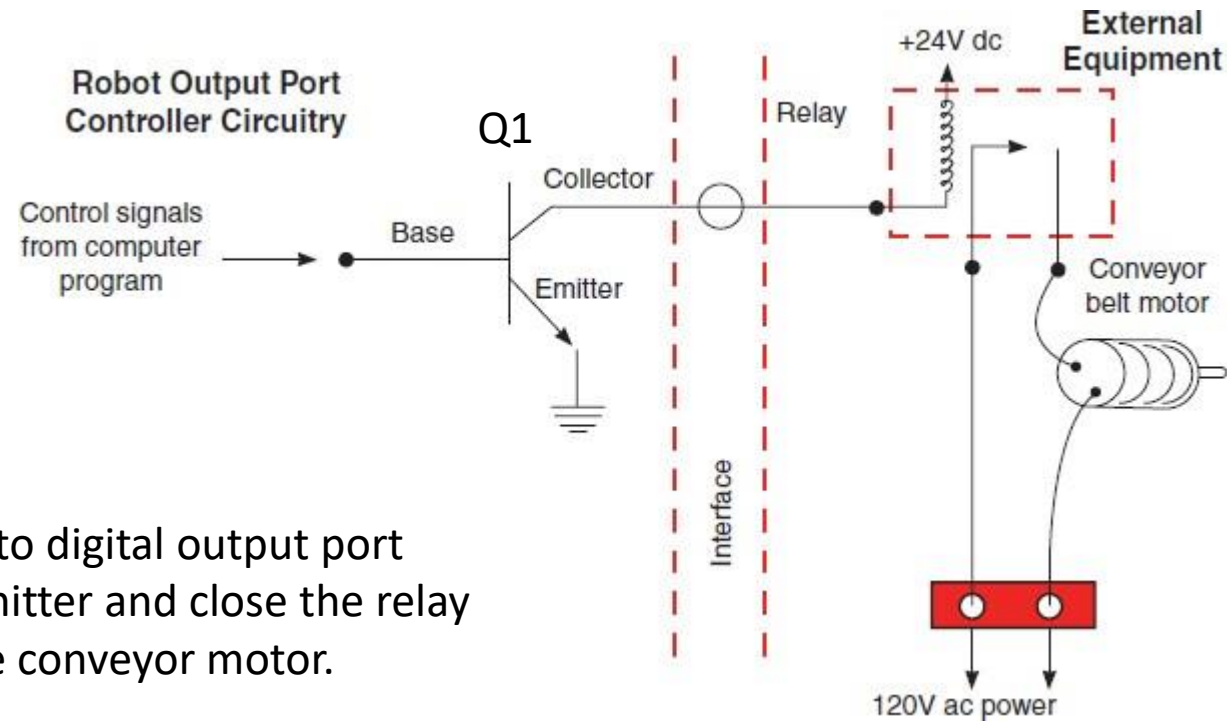 External
Equipment
+24V dc
Robot Output Port
Controller Circuitry
Relay
Q1
Collector
Control signals
from computer
program
Base
Emitter
Conveyor
belt motor
Interface
to digital output port
mitter and close the relay
e conveyor motor.
120V ac power